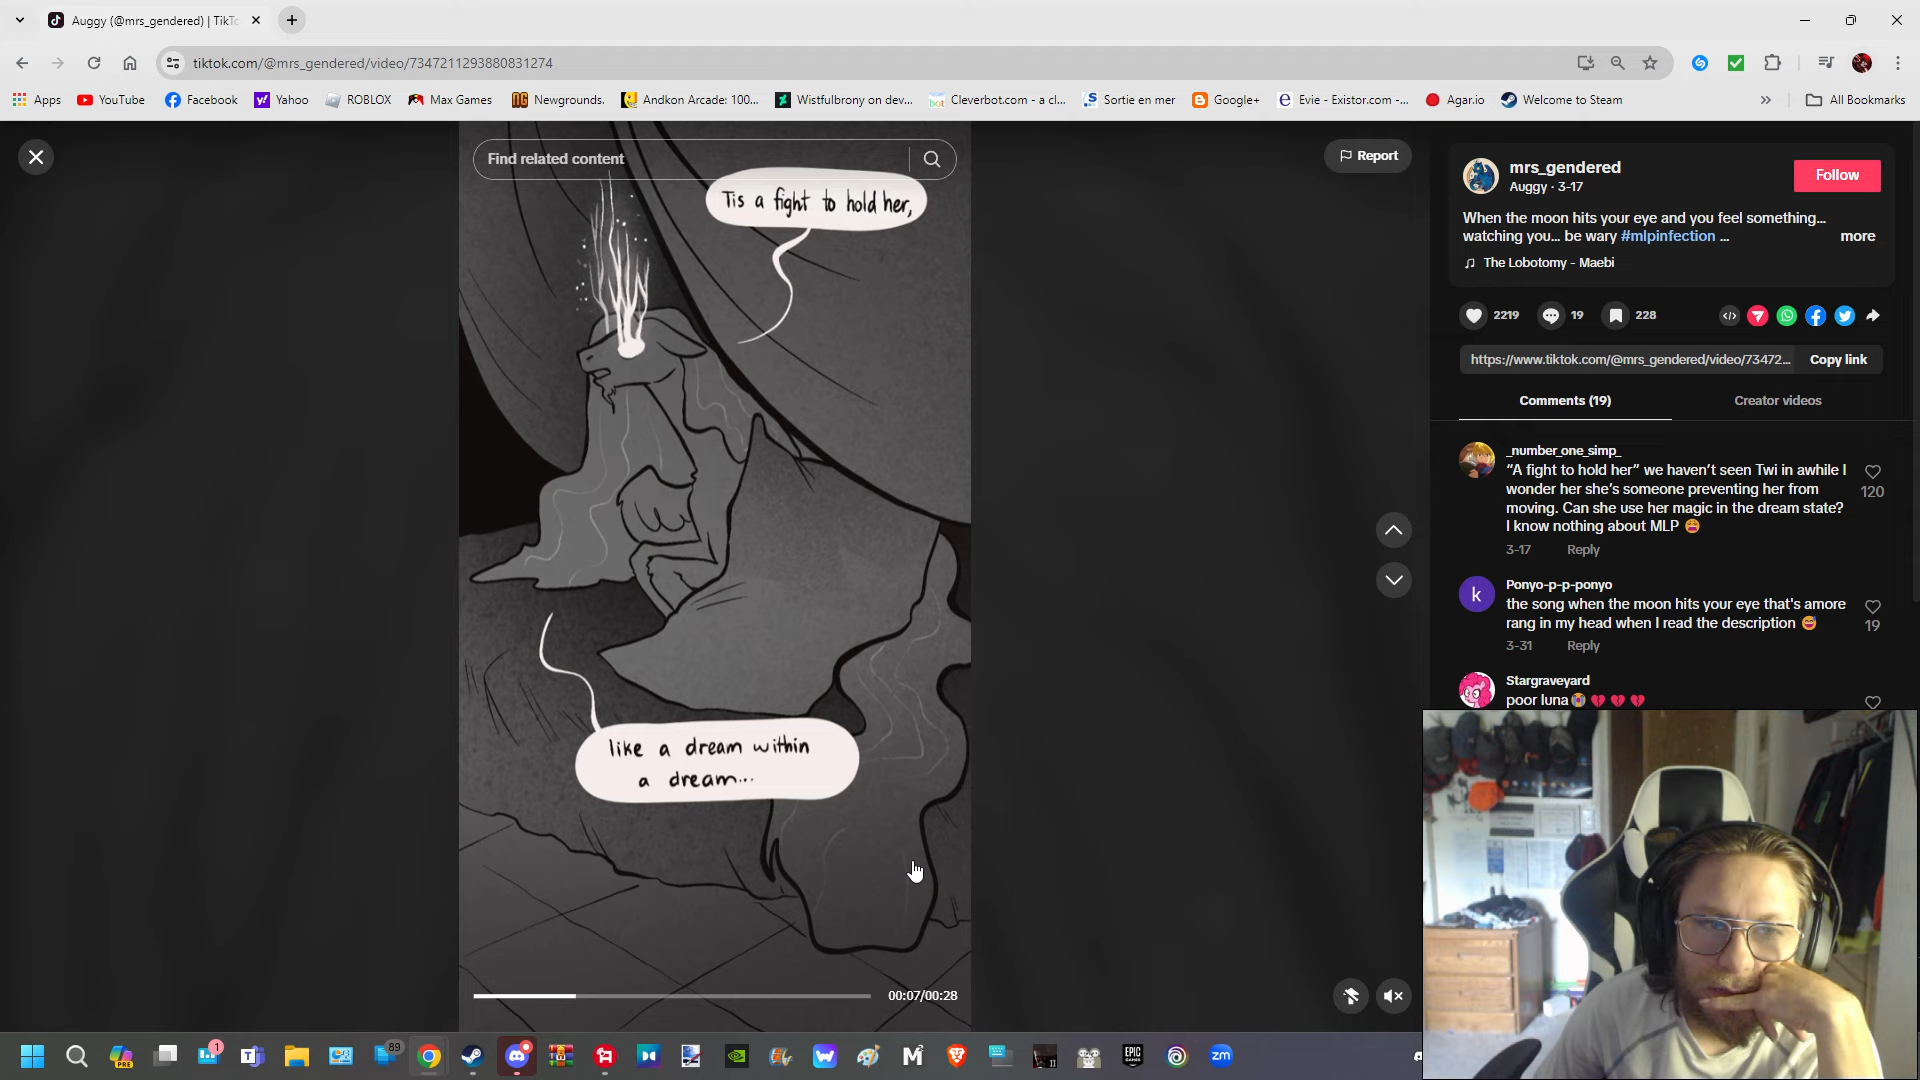 Auggy (@mrs_gendered) | TikTo
tiktok.com/@mrs_gendered/video/7347211293880831274
Apps
YouTube
Facebook
Yahoo
ROBLOX
Max Games
Newgrounds.
Andkon Arcade: 100...
Wistfulbrony on dev...
Cleverbot.com - a cl...
Sortie en mer
Google+
Evie - Existor.com -...
Agar.io
Welcome to Steam
All Bookmarks
Find related content
Report
Tis a fight to hold her,
like a dream within
a dream...
00:07/00:28
mrs_gendered
Auggy · 3-17
Follow
When the moon hits your eye and you feel something...
watching you... be wary #mlpinfection ...
more
The Lobotomy - Maebi
2219
19
228
https://www.tiktok.com/@mrs_gendered/video/73472...
Copy link
Comments (19)
Creator videos
_number_one_simp_
“A fight to hold her” we haven’t seen Twi in awhile I
wonder her she’s someone preventing her from
moving. Can she use her magic in the dream state?
I know nothing about MLP 😩
120
3-17
Reply
k
Ponyo-p-p-ponyo
the song when the moon hits your eye that's amore
rang in my head when I read the description 😅
19
3-31
Reply
Stargraveyard
poor luna😭💔💔💔
1
89
EPIC
GAMES
zm